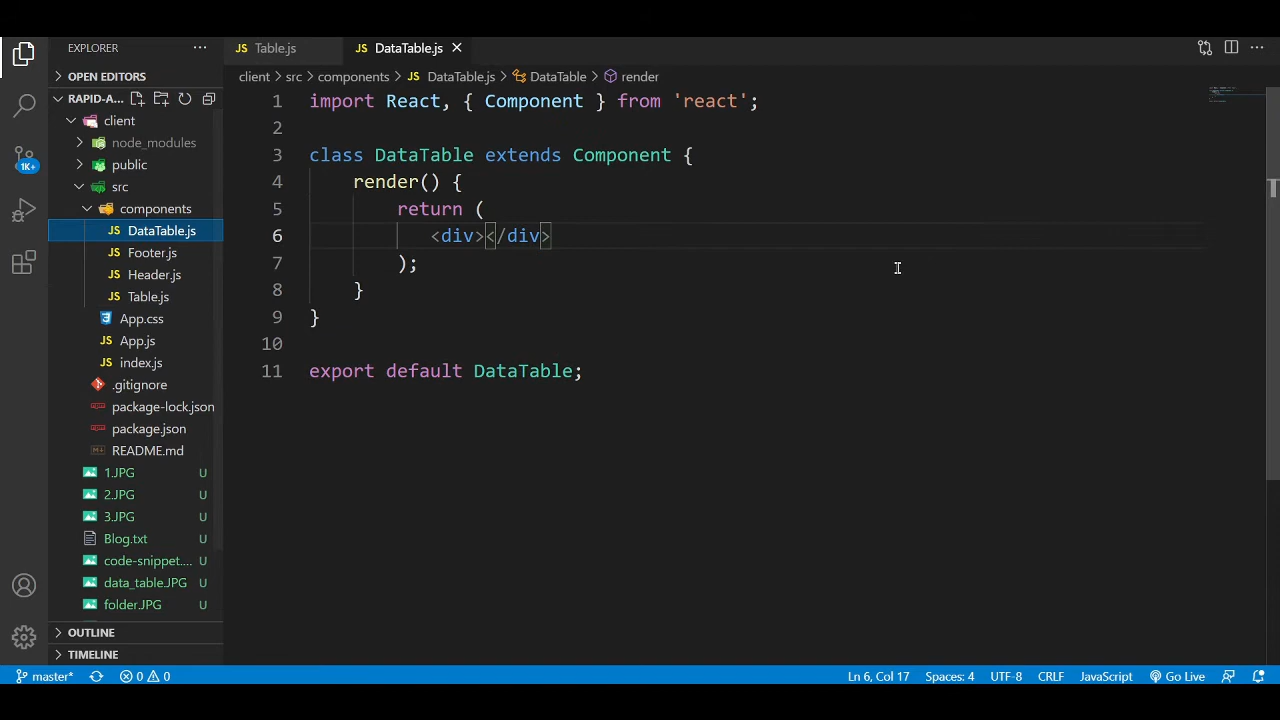 EXPLORER
Table.js
DataTable.js
OPEN EDITORS
client > src > components > DataTable.js > DataTable > render
RAPID-A...
client
node_modules
public
src
components
DataTable.js
Footer.js
Header.js
Table.js
App.css
App.js
index.js
.gitignore
package-lock.json
package.json
README.md
1.JPG U
2.JPG U
3.JPG U
Blog.txt U
code-snippet.... U
data_table.JPG U
folder.JPG U
OUTLINE
TIMELINE
1K+
1 import React, { Component } from 'react';
2
3 class DataTable extends Component {
4 render() {
5 return (
6 <div></div>
7 );
8 }
9 }
10
11 export default DataTable;
master* 0 0 Ln 6, Col 17 Spaces: 4 UTF-8 CRLF JavaScript Go Live